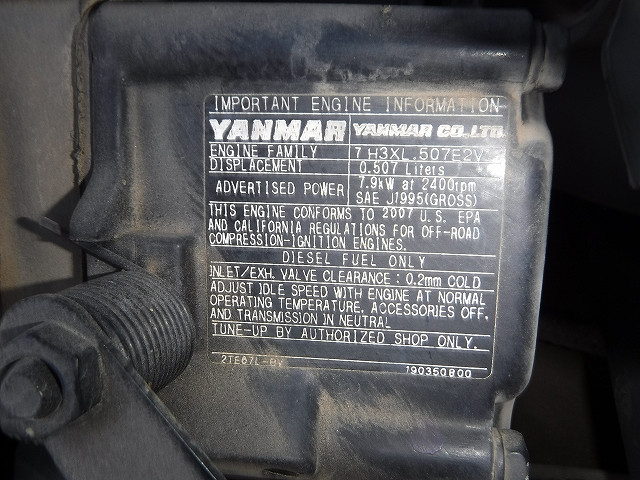 IMPORTANT ENGINE INFORMATION
YANMAR YANMAR CO.,LTD.
ENGINE FAMILY
DISPLACEMENT 0.507 Liters
ADVERTISED POWER 7.9kW at 2400rpm
SAE J1995(GROSS)
THIS ENGINE CONFORMS TO 2007 U.S. EPA
AND CALIFORNIA REGULATIONS FOR OFF-ROAD
COMPRESSION-IGNITION ENGINES.
DIESEL FUEL ONLY
INLET/EXH. VALVE CLEARANCE : 0.2mm COLD
ADJUST IDLE SPEED WITH ENGINE AT NORMAL
OPERATING TEMPERATURE, ACCESSORIES OFF,
AND TRANSMISSION IN NEUTRAL
TUNE-UP BY AUTHORIZED SHOP ONLY.